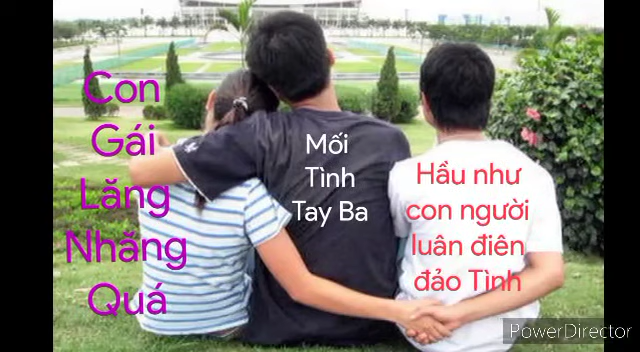 Con
Gái
Lăng
Nhăng
Quá
Mối
Tình
Tay Ba
Hầu như
con người
luân điên
đảo Tình
PowerDirector